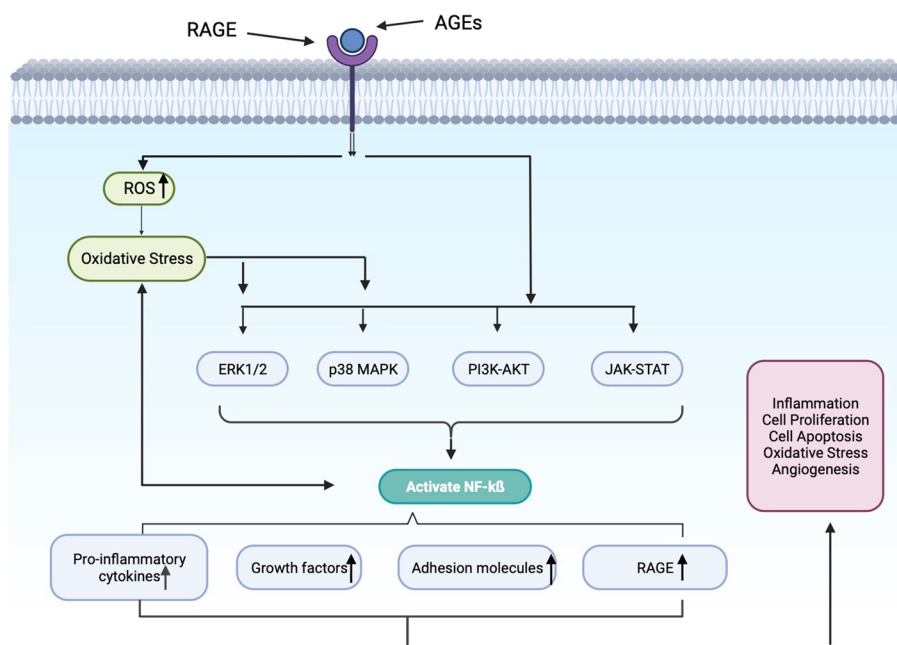 RAGE
AGEs
ROS
Oxidative Stress
ERK1/2
p38 MAPK
PI3K-AKT
JAK-STAT
Inflammation
Cell Proliferation
Cell Apoptosis
Oxidative Stress
Angiogenesis
Activate NF-kß
Pro-inflammatory
cytokines
Growth factors
Adhesion molecules
RAGE